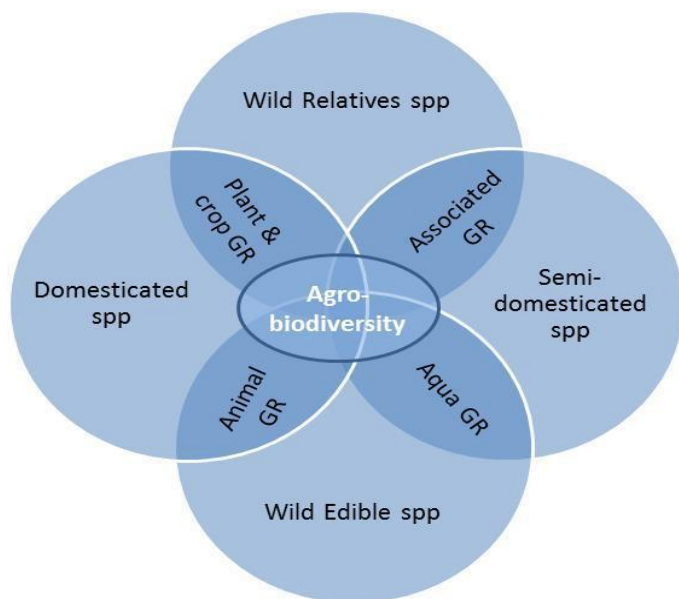 Wild Relatives spp
Plant &
crop GR
Associated
GR
Domesticated
spp
Agro-
biodiversity
Semi-
domesticated
spp
Animal
GR
Aqua GR
Wild Edible spp